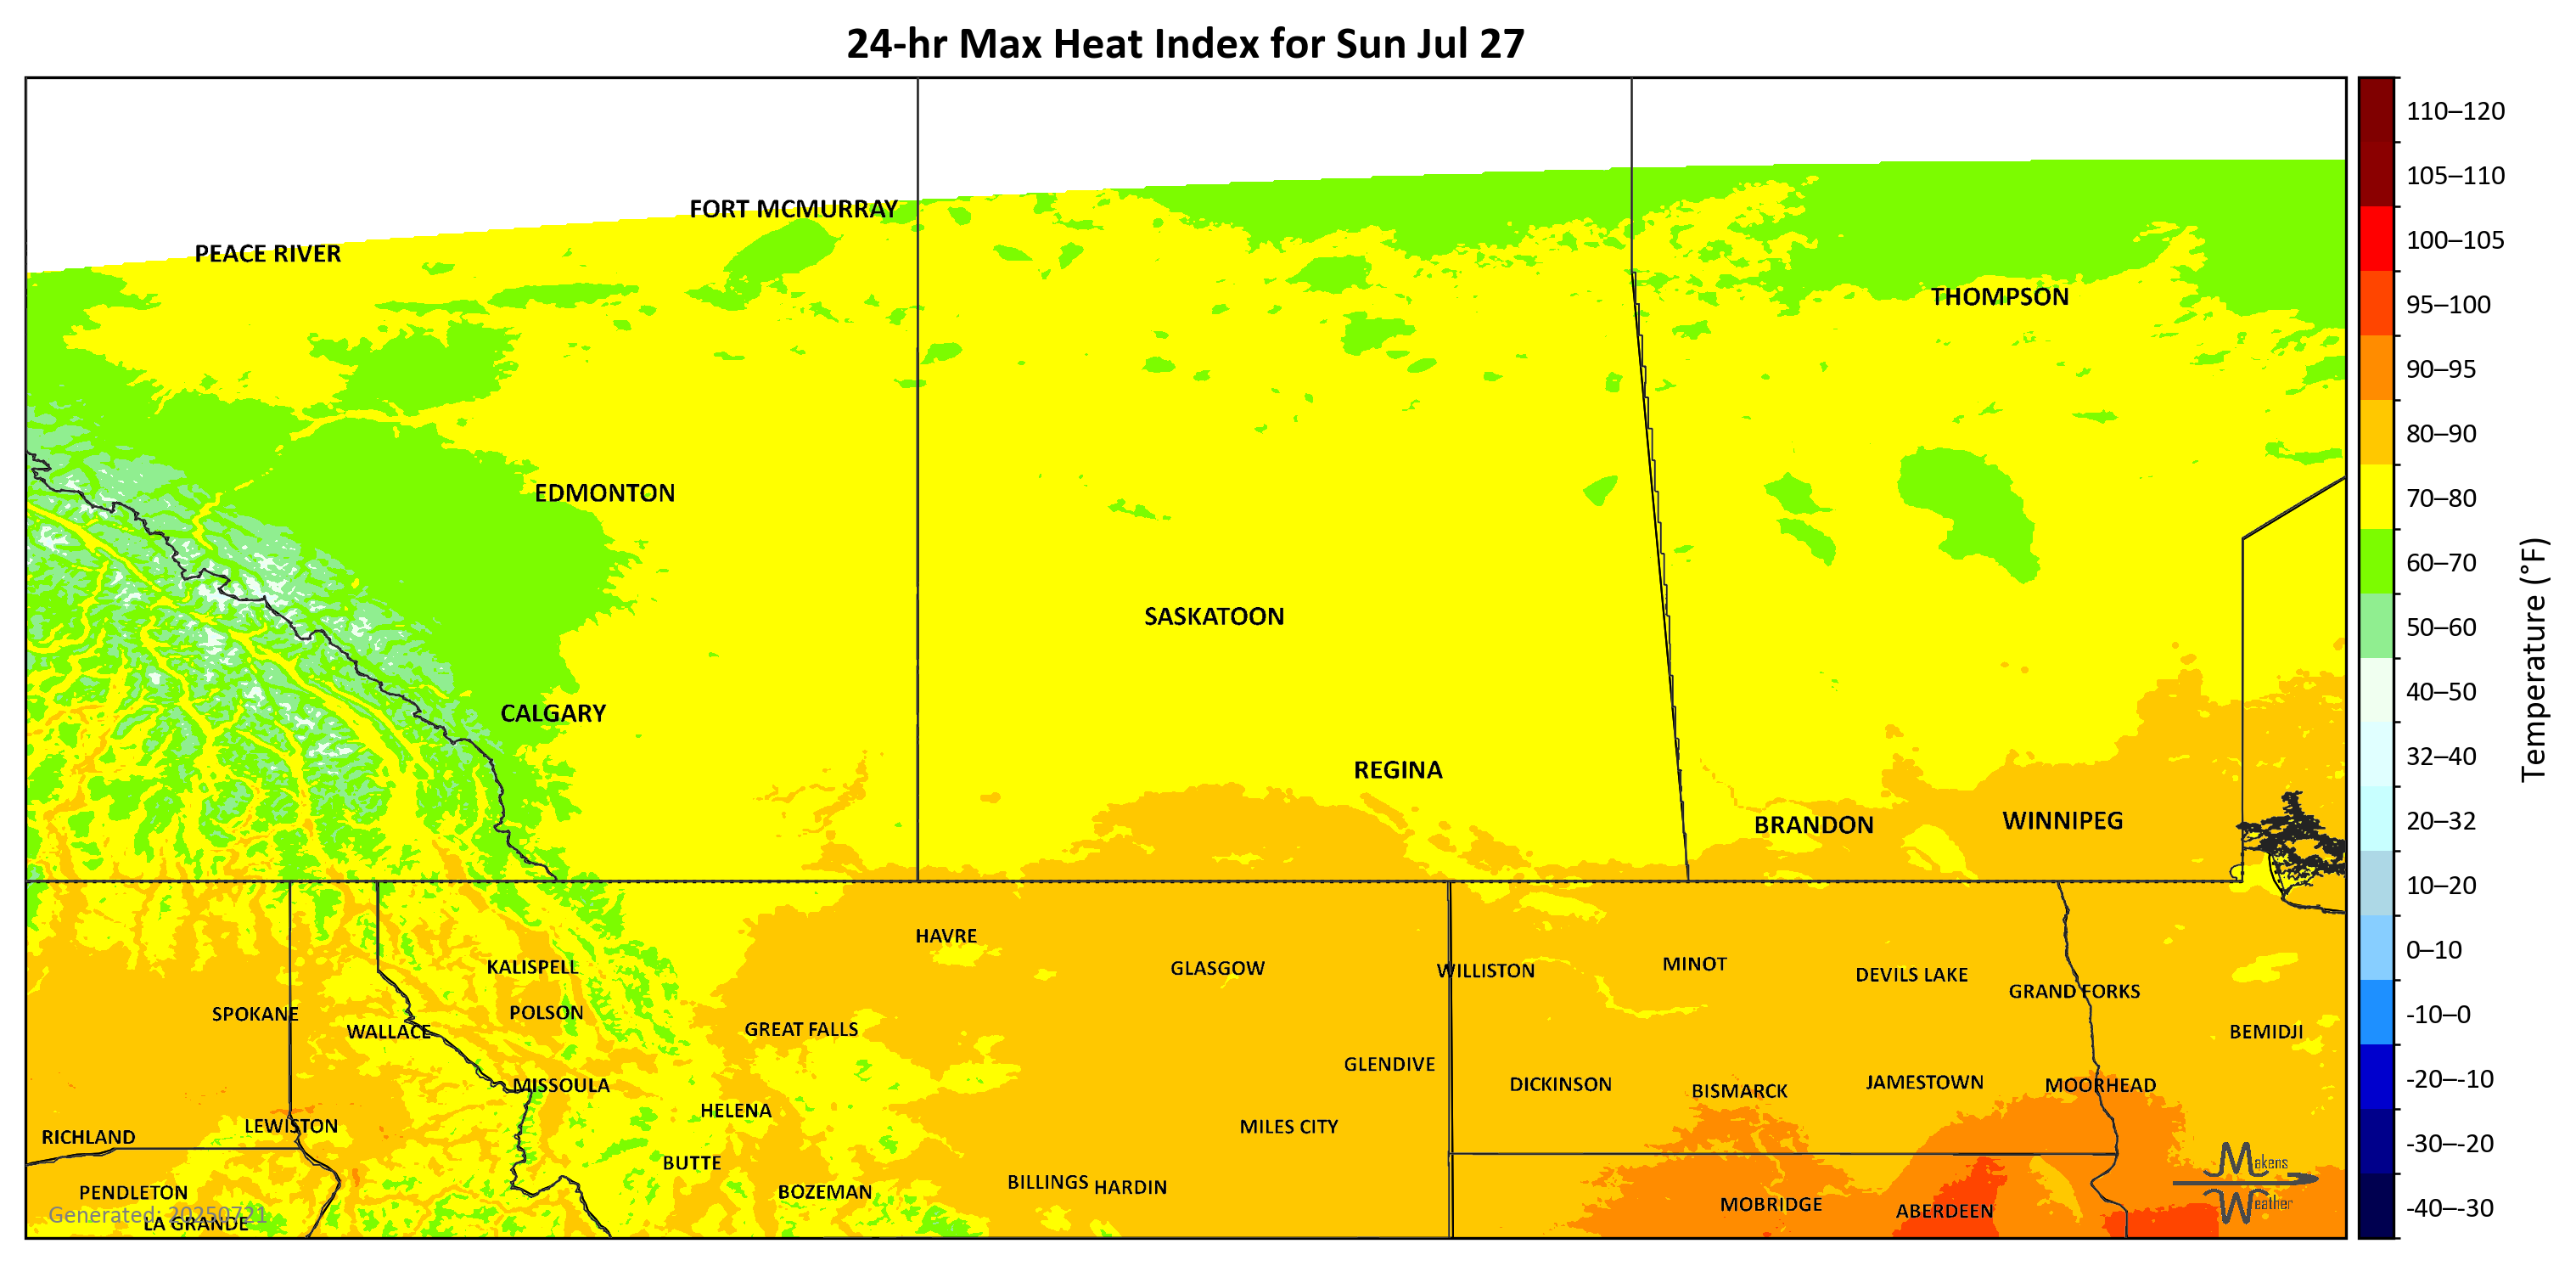 24-hr Max Heat Index for Sun Jul 27
110–120
105–110
100–105
95–100
90–95
80–90
70–80
60–70
50–60
40–50
32–40
20–32
10–20
0–10
-10–0
-20–-10
-30–-20
-40–-30
Temperature (°F)
FORT MCMURRAY
PEACE RIVER
THOMPSON
EDMONTON
SASKATOON
CALGARY
REGINA
BRANDON
WINNIPEG
HAVRE
KALISPELL
GLASGOW
WILLISTON
MINOT
DEVILS LAKE
GRAND FORKS
SPOKANE
POLSON
WALLACE
GREAT FALLS
BEMIDJI
GLENDIVE
MISSOULA
DICKINSON
BISMARCK
JAMESTOWN
MOORHEAD
HELENA
LEWISTON
MILES CITY
RICHLAND
BUTTE
PENDLETON
BOZEMAN
BILLINGS
HARDIN
MOBRIDGE
ABERDEEN
Generated: 20250721
LA GRANDE
Makens
Weather